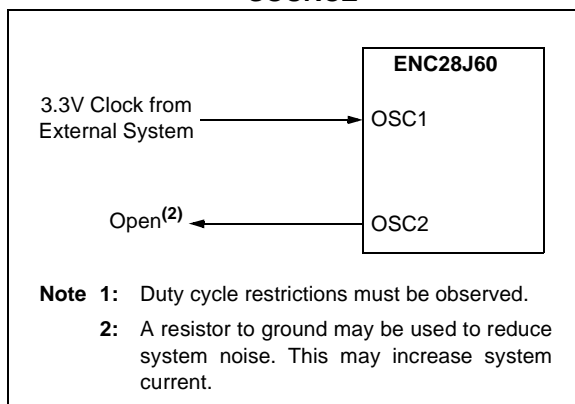 ENC28J60
3.3V Clock from
External System
OSC1
Open(2)
OSC2
Note 1: Duty cycle restrictions must be observed.
2: A resistor to ground may be used to reduce
system noise. This may increase system
current.